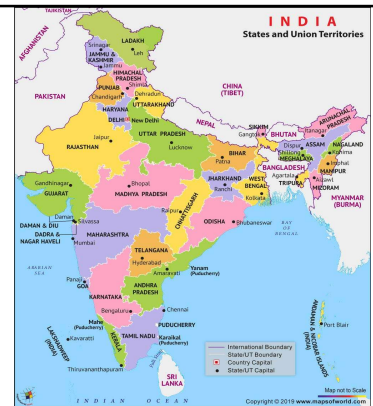 INDIA
States and Union Territories
TAJIKISTAN
AFGHANISTAN
LADAKH
Srinagar
Leh
JAMMU &
KASHMIR
Jammu
HIMACHAL
PRADESH
Shimla
PAKISTAN
PUNJAB
Chandigarh
Dehradun
UTTARAKHAND
CHINA
(TIBET)
HARYANA
DELHI
New Delhi
NEPAL
SIKKIM
Gangtok
BHUTAN
ARUNACHAL
PRADESH
Itanagar
Jaipur
RAJASTHAN
UTTAR PRADESH
Lucknow
BIHAR
Patna
Dispur
ASSAM
NAGALAND
Kohima
Shillong
MEGHALAYA
Imphal
MANIPUR
BANGLADESH
Agartala
TRIPURA
Aizawl
MIZORAM
MYANMAR
(BURMA)
Gandhinagar
GUJARAT
Bhopal
MADHYA PRADESH
JHARKHAND
Ranchi
WEST
BENGAL
Kolkata
Raipur
CHHATTISGARH
ODISHA
Bhubaneswar
Daman
Silvassa
DAMAN & DIU
DADRA &
NAGAR HAVELI
Mumbai
MAHARASHTRA
BAY
OF
BENGAL
TELANGANA
Hyderabad
Amaravati
Yanam
(Puducherry)
ARABIAN
SEA
Panaji
GOA
KARNATAKA
ANDHRA
PRADESH
Bengaluru
Chennai
Mahe
(Puducherry)
PUDUCHERRY
Karaikal
(Puducherry)
LAKSHADWEEP
(INDIA)
Kavaratti
KERALA
TAMIL NADU
Thiruvananthapuram
SRI
LANKA
ANDAMAN & NICOBAR ISLANDS
(INDIA)
Port Blair
International Boundary
State/UT Boundary
Country Capital
State/UT Capital
INDIAN OCEAN
Map not to Scale
Copyright © 2019 www.mapsofworld.com